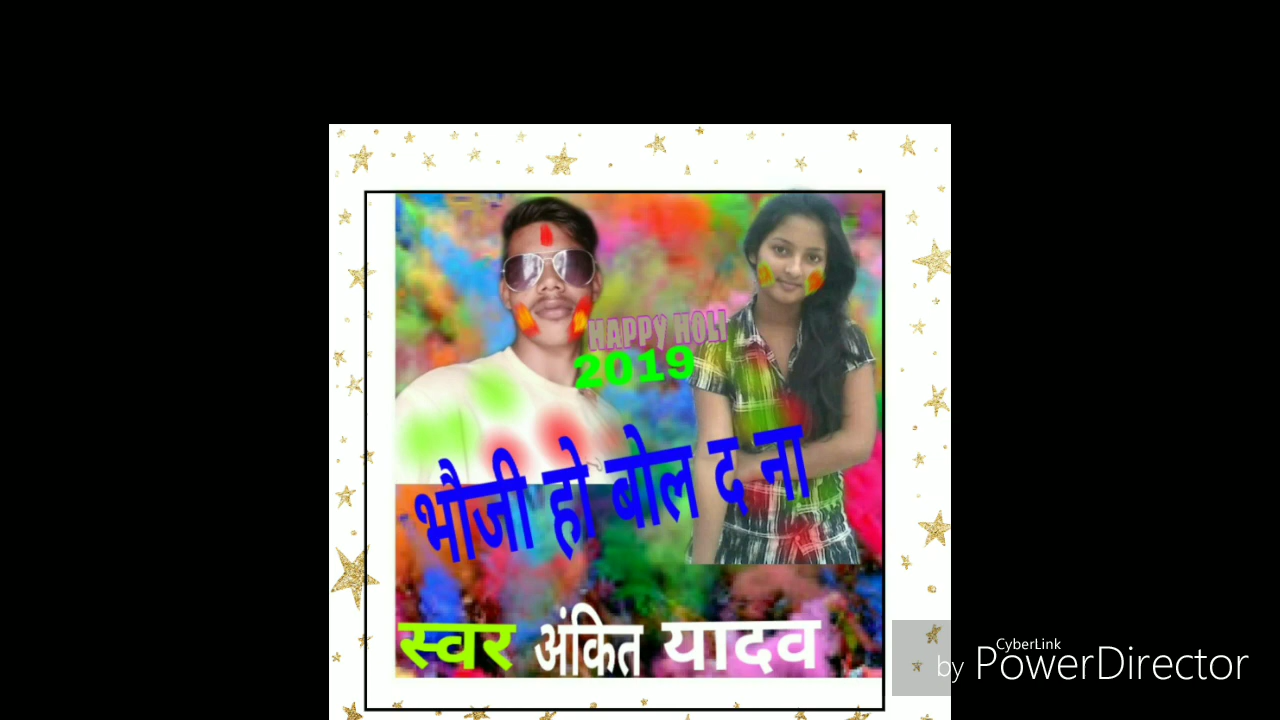 HAPPY HOLI
2019
भौजी हो बोल द ना
स्वर अंकित यादव
CyberLink
by PowerDirector